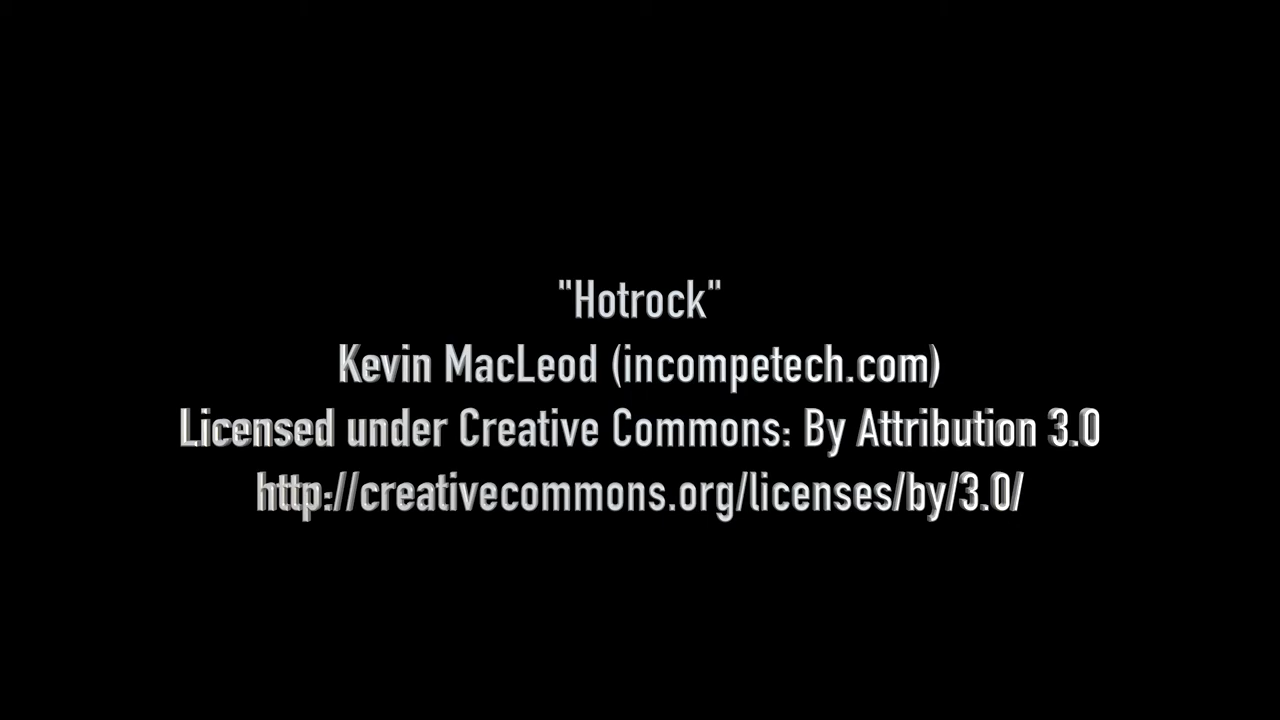 "Hotrock"
Kevin MacLeod (incompetech.com)
Licensed under Creative Commons: By Attribution 3.0
http://creativecommons.org/licenses/by/3.0/